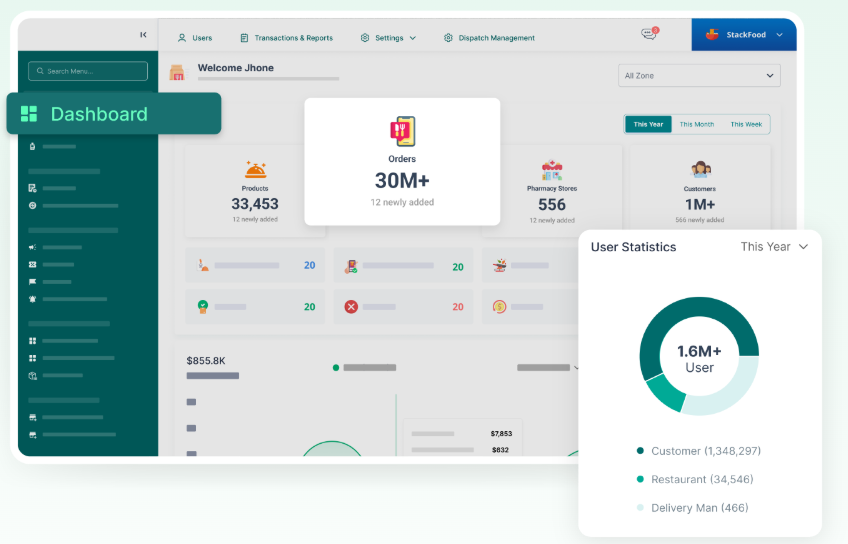 Users
Transactions & Reports
Settings
Dispatch Management
StackFood
Search Menu...
Welcome Jhone
All Zone
Dashboard
This Year
This Month
This Week
Products
33,453
12 newly added
Orders
30M+
12 newly added
Pharmacy Stores
556
12 newly added
Customers
1M+
566 newly added
20
20
20
20
$855.8K
$7,853
$632
User Statistics
This Year
1.6M+
User
Customer (1,348,297)
Restaurant (34,546)
Delivery Man (466)